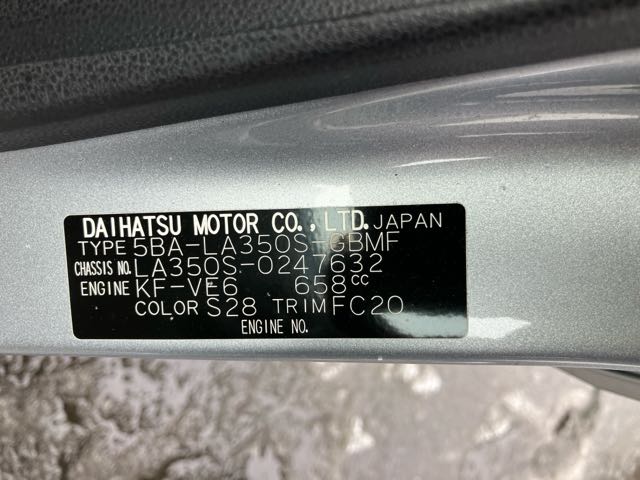 DAIHATSU MOTOR CO.,LTD. JAPAN
TYPE 5BA-LA350S-GBMF
CHASSIS NO. LA350S-0247632
ENGINE KF-VE6 658cc
COLOR S28 TRIM FC20
ENGINE NO.